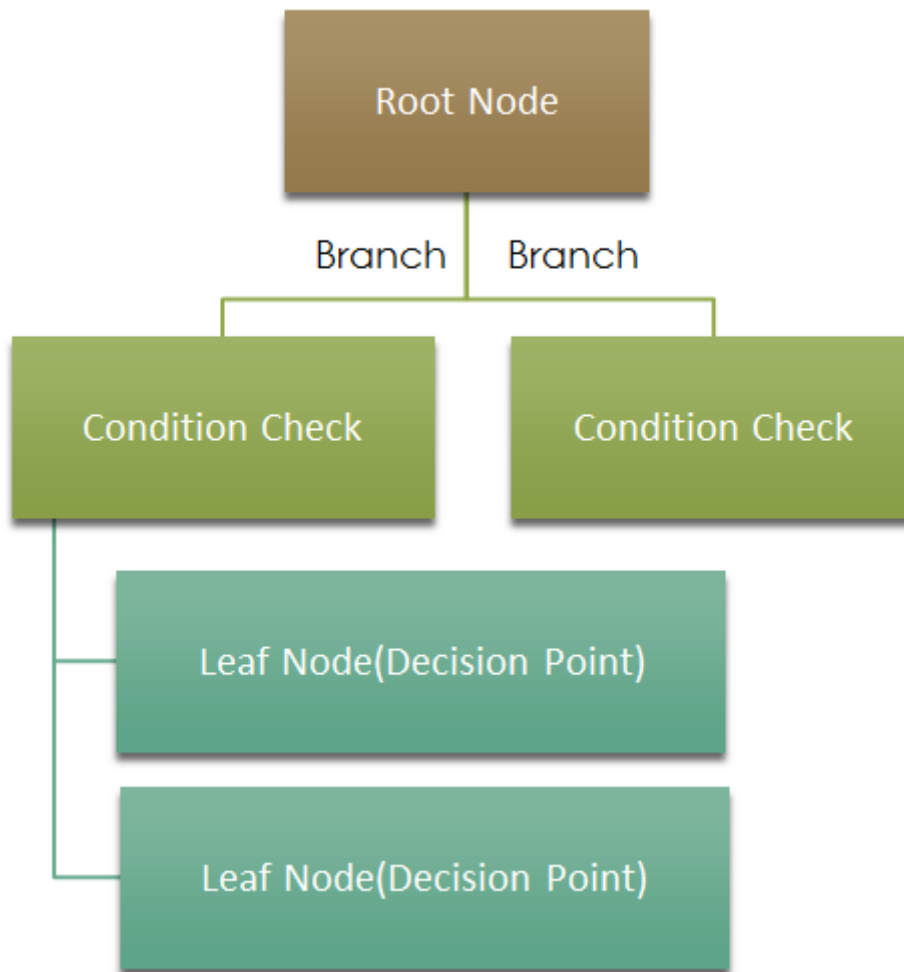 Root Node
Branch Branch
Condition Check
Condition Check
Leaf Node(Decision Point)
Leaf Node(Decision Point)